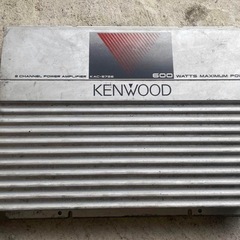 2 CHANNEL POWER AMPLIFIER
600 WATTS MAXIMUM PO
KENWOOD